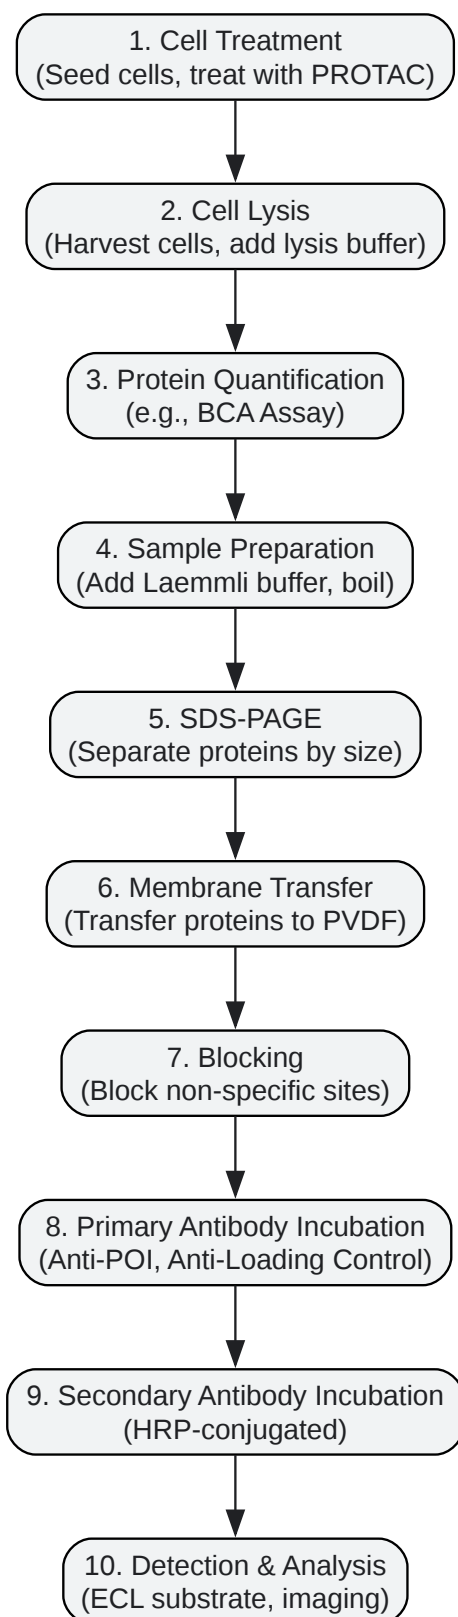 1. Cell Treatment
(Seed cells, treat with PROTAC)
2. Cell Lysis
(Harvest cells, add lysis buffer)
3. Protein Quantification
(e.g., BCA Assay)
4. Sample Preparation
(Add Laemmli buffer, boil)
5. SDS-PAGE
(Separate proteins by size)
6. Membrane Transfer
(Transfer proteins to PVDF)
7. Blocking
(Block non-specific sites)
8. Primary Antibody Incubation
(Anti-POI, Anti-Loading Control)
9. Secondary Antibody Incubation
(HRP-conjugated)
10. Detection & Analysis
(ECL substrate, imaging)